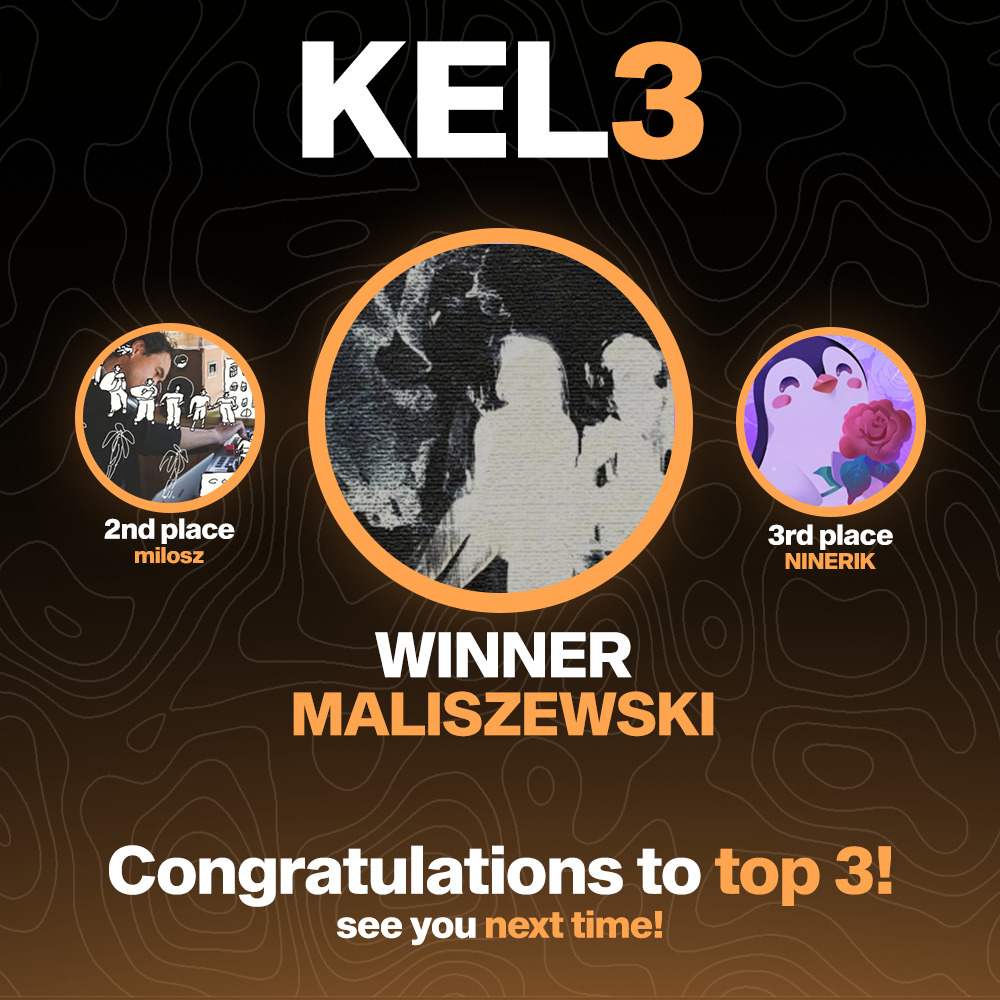 KEL3
2nd place
milosz
3rd place
NINERIK
WINNER
MALISZEWSKI
Congratulations to top 3!
see you next time!